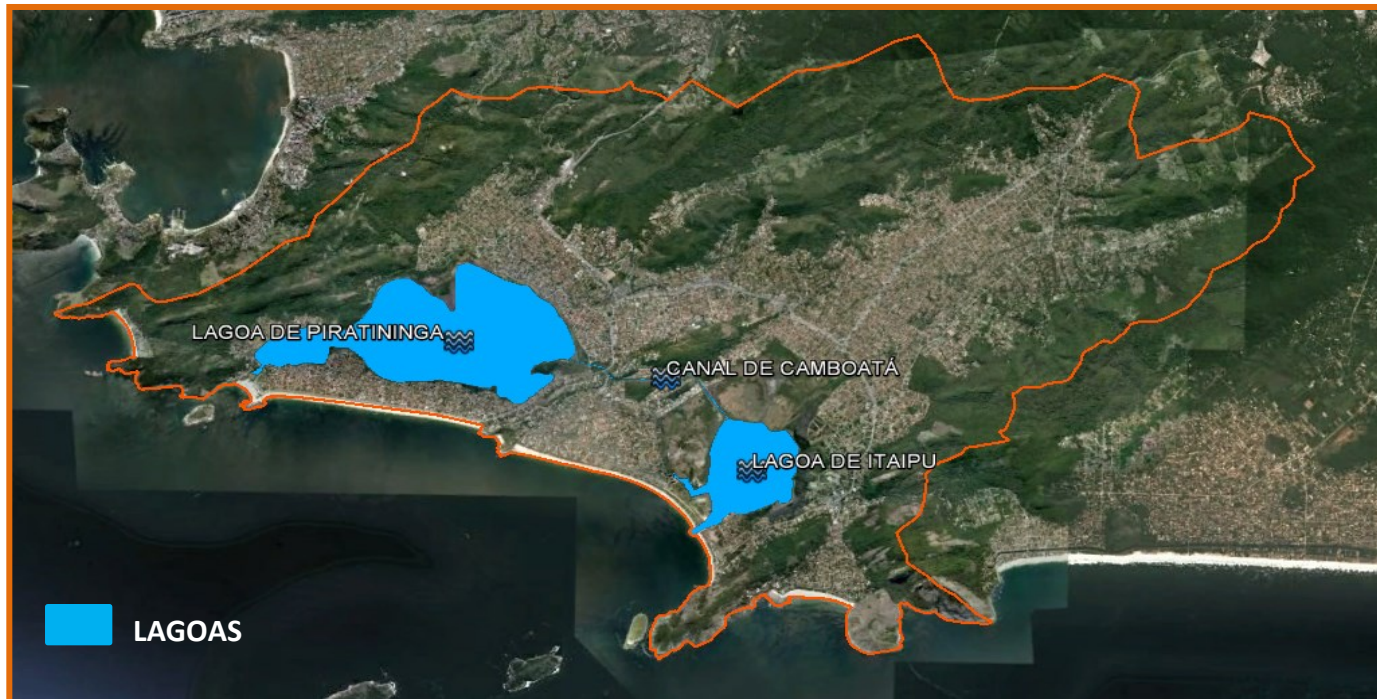 LAGOA DE PIRATININGA
CANAL DE CAMBOATÁ
LAGOA DE ITAIPU
LAGOAS